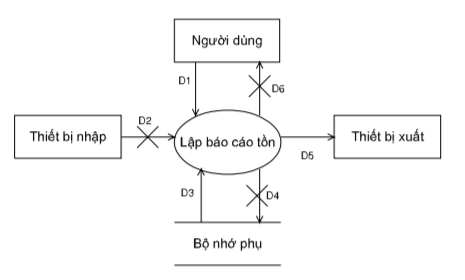 Người dùng
D1
D6
D2
Thiết bị nhập
Lập báo cáo tồn
Thiết bị xuất
D5
D3
D4
Bộ nhớ phụ